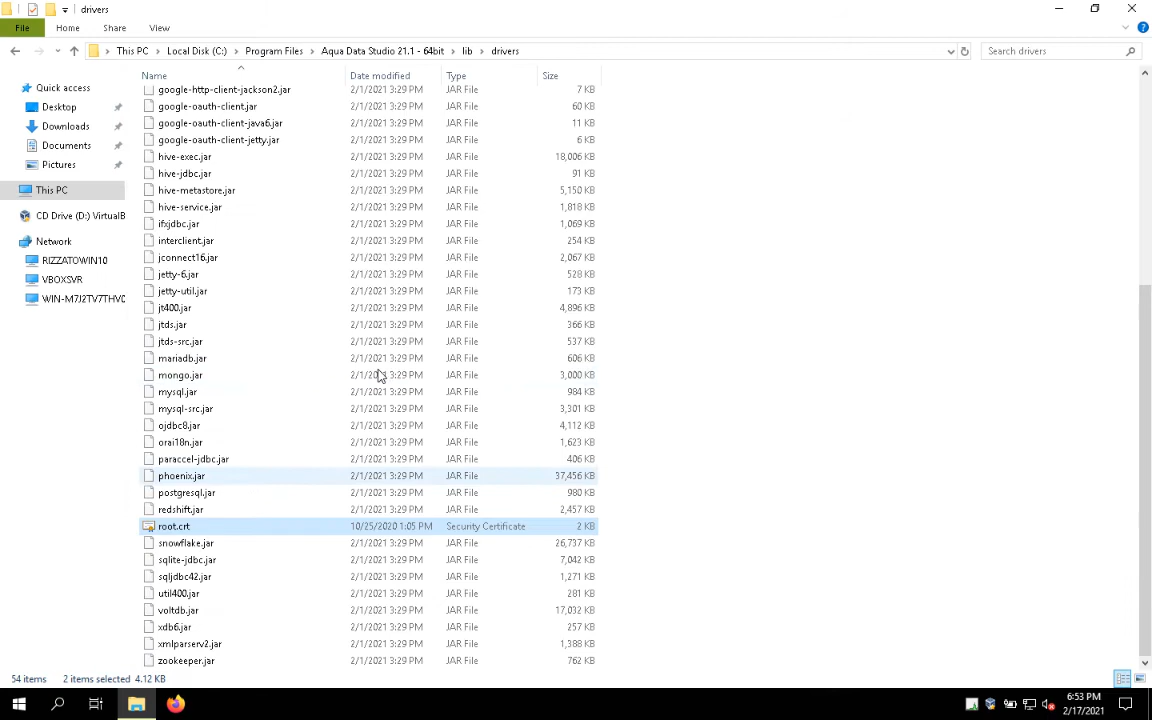 drivers
File Home Share View
This PC Local Disk (C:) Program Files Aqua Data Studio 21.1 - 64bit lib drivers Search drivers
Name Date modified Type Size
google-http-client-jackson2.jar 2/1/2021 3:29 PM JAR File 7 KB
Quick access
Desktop google-oauth-client.jar 2/1/2021 3:29 PM JAR File 60 KB
Downloads google-oauth-client-java6.jar 2/1/2021 3:29 PM JAR File 11 KB
Documents google-oauth-client-jetty.jar 2/1/2021 3:29 PM JAR File 6 KB
Pictures hive-exec.jar 2/1/2021 3:29 PM JAR File 18,006 KB
hive-jdbc.jar 2/1/2021 3:29 PM JAR File 91 KB
This PC hive-metastore.jar 2/1/2021 3:29 PM JAR File 5,150 KB
hive-service.jar 2/1/2021 3:29 PM JAR File 1,818 KB
CD Drive (D:) VirtualB ifxjdbc.jar 2/1/2021 3:29 PM JAR File 1,069 KB
Network interclient.jar 2/1/2021 3:29 PM JAR File 254 KB
RIZZATOWIN10 jconnect16.jar 2/1/2021 3:29 PM JAR File 2,067 KB
VBOXSVR jetty-6.jar 2/1/2021 3:29 PM JAR File 528 KB
WIN-M7J2TV7THV0 jetty-util.jar 2/1/2021 3:29 PM JAR File 173 KB
jt400.jar 2/1/2021 3:29 PM JAR File 4,896 KB
jtds.jar 2/1/2021 3:29 PM JAR File 366 KB
jtds-src.jar 2/1/2021 3:29 PM JAR File 537 KB
mariadb.jar 2/1/2021 3:29 PM JAR File 606 KB
mongo.jar 2/1/2021 3:29 PM JAR File 3,000 KB
mysql.jar 2/1/2021 3:29 PM JAR File 984 KB
mysql-src.jar 2/1/2021 3:29 PM JAR File 3,301 KB
ojdbc8.jar 2/1/2021 3:29 PM JAR File 4,112 KB
orai18n.jar 2/1/2021 3:29 PM JAR File 1,623 KB
paraccel-jdbc.jar 2/1/2021 3:29 PM JAR File 406 KB
phoenix.jar 2/1/2021 3:29 PM JAR File 37,456 KB
postgresql.jar 2/1/2021 3:29 PM JAR File 980 KB
redshift.jar 2/1/2021 3:29 PM JAR File 2,457 KB
root.crt 10/25/2020 1:05 PM Security Certificate 2 KB
snowflake.jar 2/1/2021 3:29 PM JAR File 26,737 KB
sqlite-jdbc.jar 2/1/2021 3:29 PM JAR File 7,042 KB
sqljdbc42.jar 2/1/2021 3:29 PM JAR File 1,271 KB
util400.jar 2/1/2021 3:29 PM JAR File 281 KB
voltdb.jar 2/1/2021 3:29 PM JAR File 17,032 KB
xdb6.jar 2/1/2021 3:29 PM JAR File 257 KB
xmlparserv2.jar 2/1/2021 3:29 PM JAR File 1,388 KB
zookeeper.jar 2/1/2021 3:29 PM JAR File 762 KB
54 items 2 items selected 4.12 KB
6:53 PM
2/17/2021